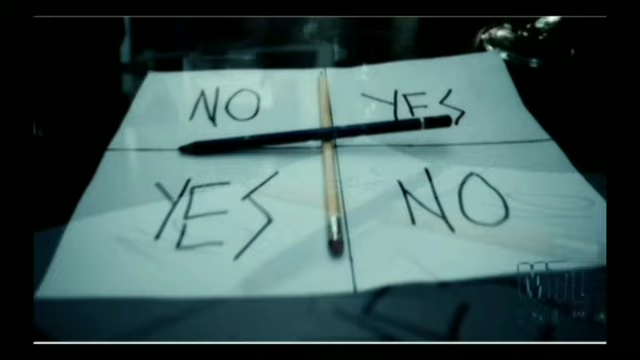 NO YES
YES NO